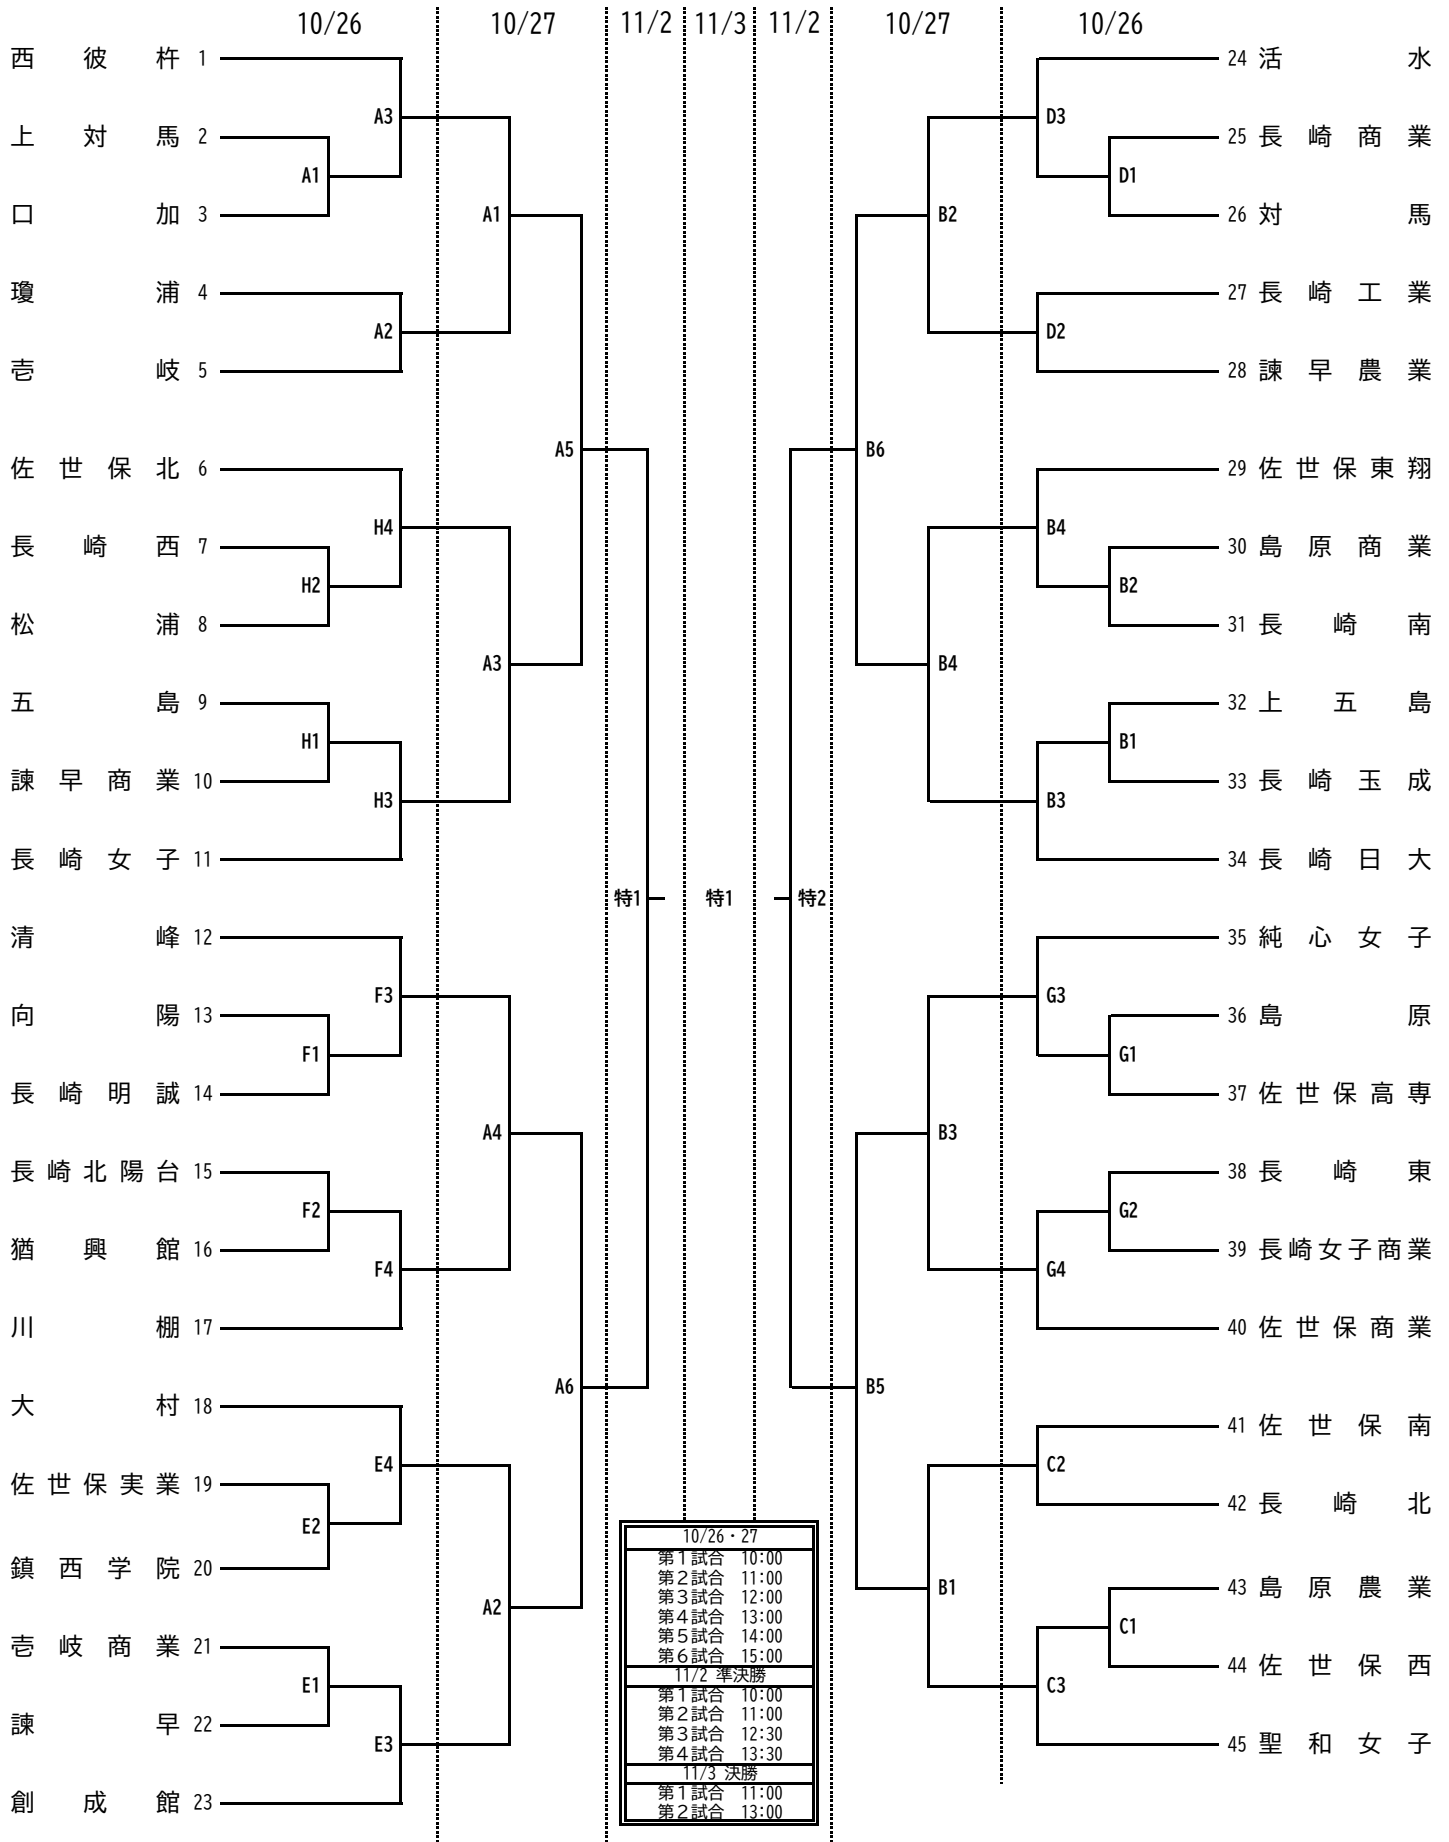 10/26 10/27 11/2 11/3 11/2 10/27 10/26
西彼杵 1
24 活水
A3
D3
上対馬 2
25 長崎商業
A1
D1
口加 3
A1
B2
26 対馬
瓊浦 4
27 長崎工業
A2
D2
壱岐 5
28 諫早農業
A5
B6
佐世保北 6
29 佐世保東翔
H4
B4
長崎西 7
30 島原商業
H2
B2
松浦 8
31 長崎南
A3
B4
五島 9
32 上五島
H1
B1
諫早商業 10
33 長崎玉成
H3
B3
長崎女子 11
34 長崎日大
特1 特1 特2
清峰 12
35 純心女子
F3
G3
向陽 13
36 島原
F1
G1
長崎明誠 14
37 佐世保高専
A4
B3
長崎北陽台 15
38 長崎東
F2
G2
猶興館 16
39 長崎女子商業
F4
G4
川棚 17
40 佐世保商業
A6
B5
大村 18
41 佐世保南
E4
C2
佐世保実業 19
42 長崎北
E2
鎮西学院 20
43 島原農業
A2
B1
C1
壱岐商業 21
44 佐世保西
E1
C3
諫早 22
45 聖和女子
E3
創成館 23
10/26・27
第1試合 10:00
第2試合 11:00
第3試合 12:00
第4試合 13:00
第5試合 14:00
第6試合 15:00
11/2 準決勝
第1試合 10:00
第2試合 11:00
第3試合 12:30
第4試合 13:30
11/3 決勝
第1試合 11:00
第2試合 13:00